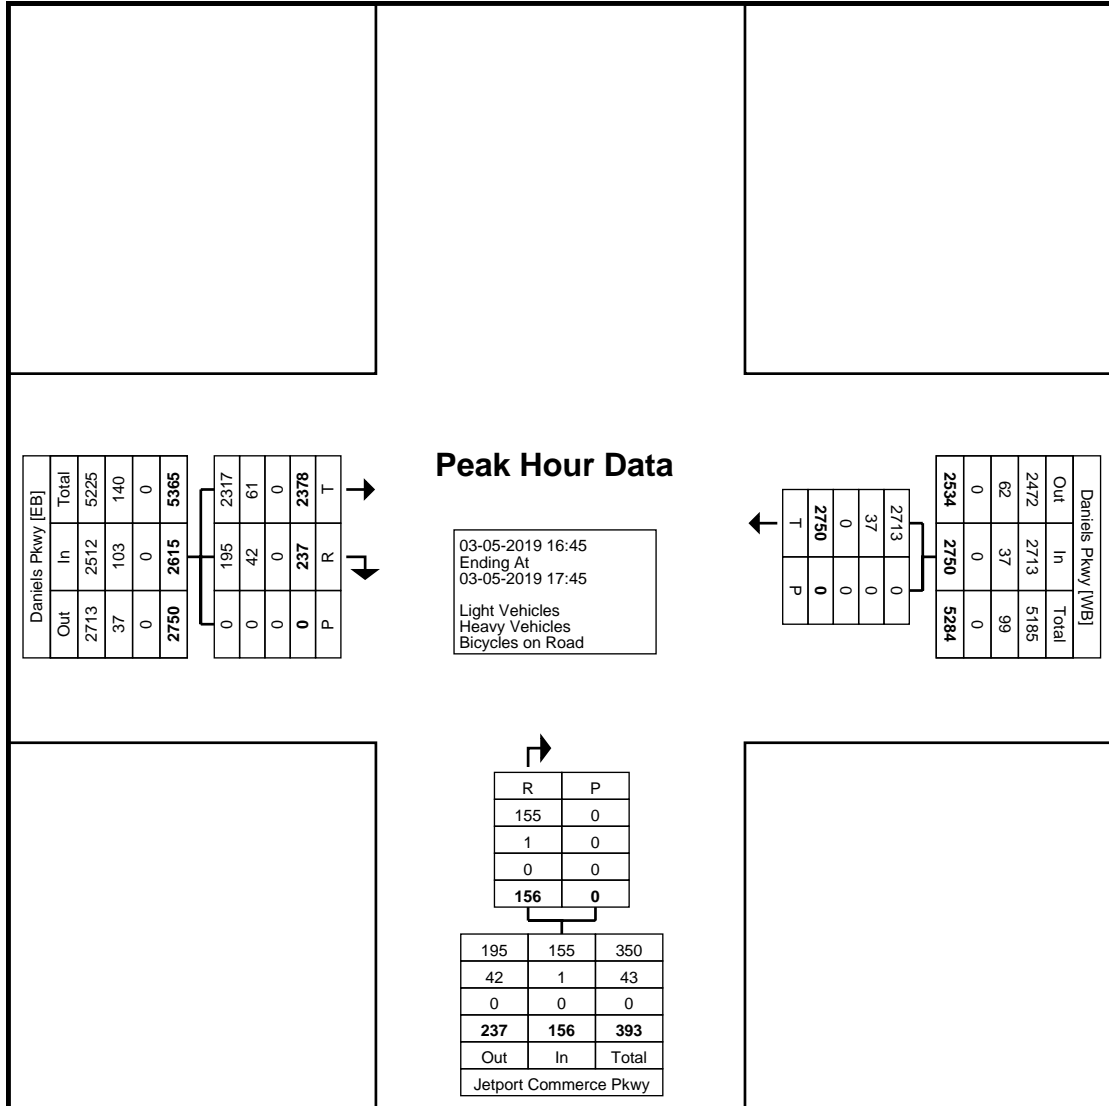 Peak Hour Data
03-05-2019 16:45
Ending At
03-05-2019 17:45
Light Vehicles
Heavy Vehicles
Bicycles on Road
Daniels Pkwy [EB]
Total In Out
5225 2512 2713
140 103 37
0 0 0
5365 2615 2750
2317 195 0
61 42 0
0 0 0
2378 237 0
T R P
Daniels Pkwy [WB]
Out In Total
2472 2713 5185
62 37 99
0 0 0
2534 2750 5284
2713 0
37 0
0 0
2750 0
T P
R P
155 0
1 0
0 0
156 0
195 155 350
42 1 43
0 0 0
237 156 393
Out In Total
Jetport Commerce Pkwy